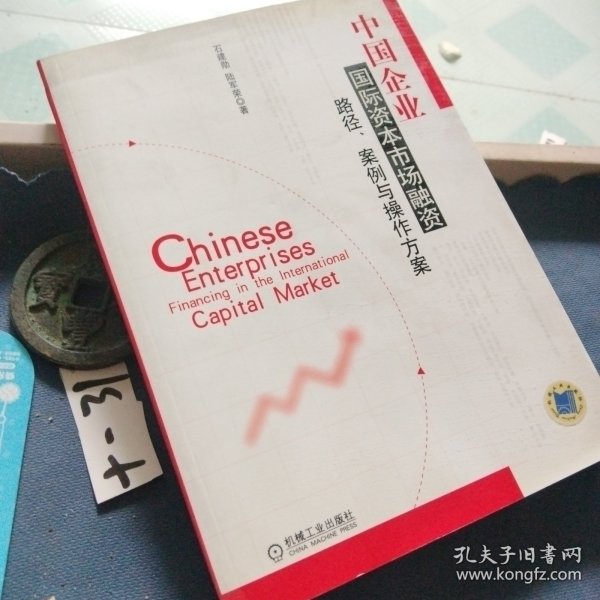 中国企业
国际资本市场融资
路径、案例与操作方案
石建勋 陆军荣◎著
Chinese
Enterprises
Financing in the International
Capital Market
机械工业出版社
CHINA MACHINE PRESS
+-31
孔夫子旧书网
www.kongfz.com